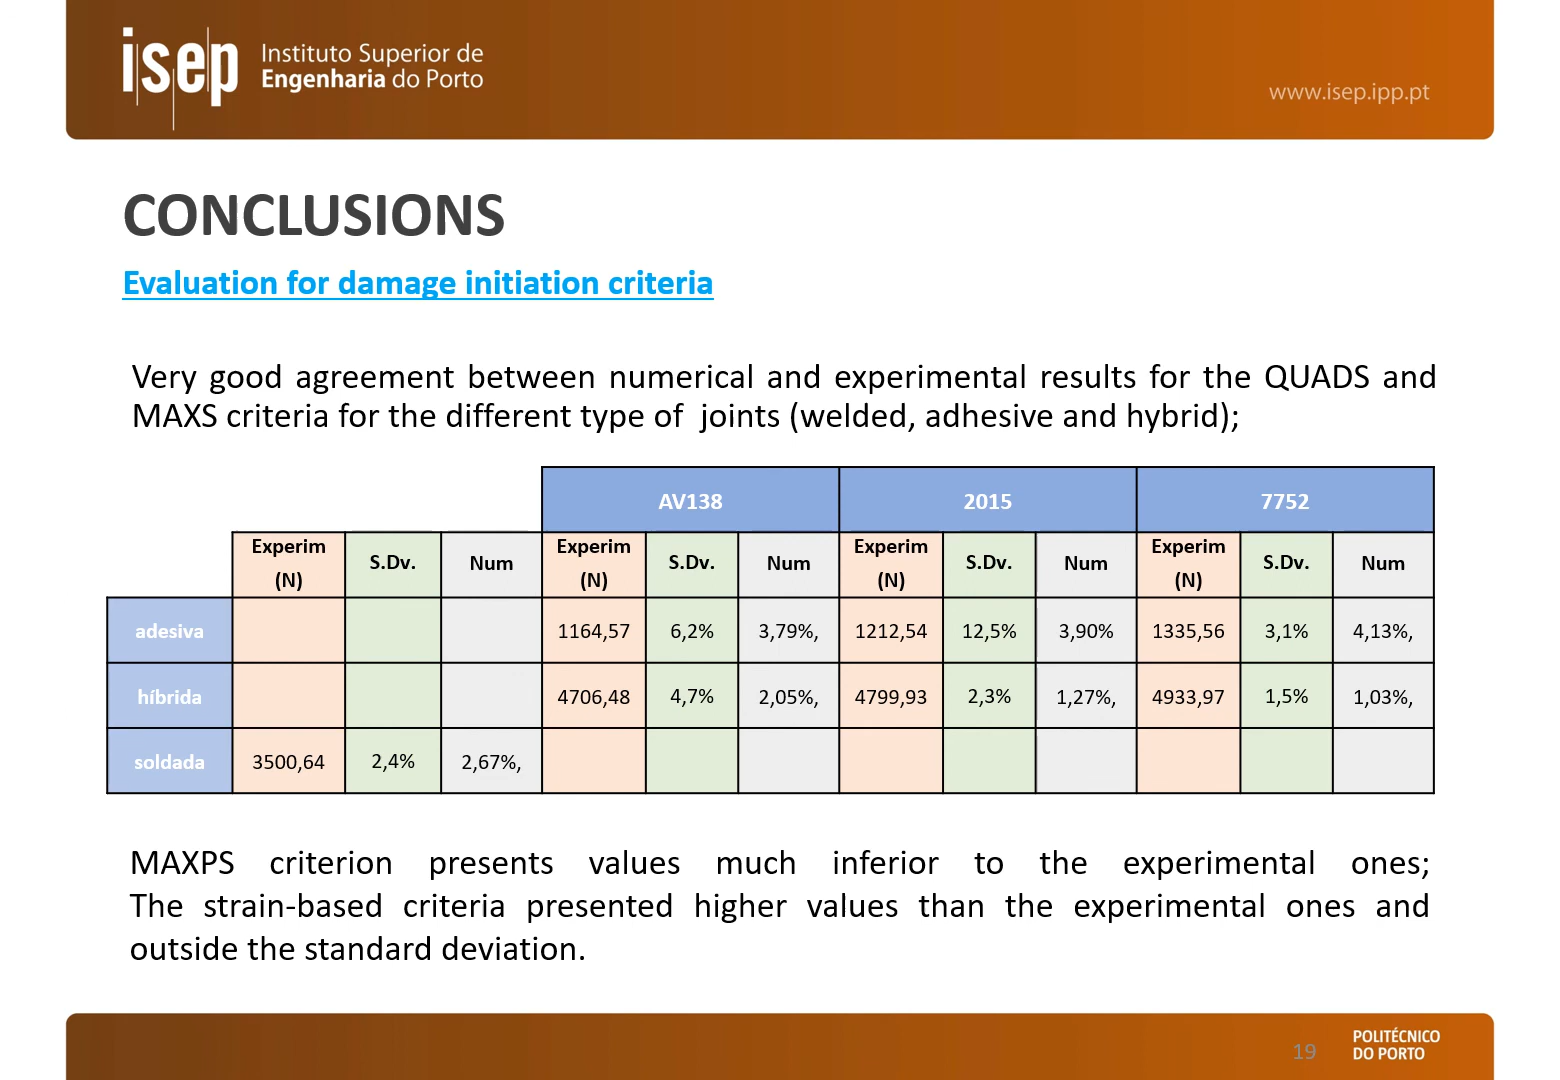 isep
Instituto Superior de
Engenharia do Porto
www.isep.ipp.pt
CONCLUSIONS
Evaluation for damage initiation criteria
Very good agreement between numerical and experimental results for the QUADS and
MAXS criteria for the different type of joints (welded, adhesive and hybrid);
AV138 2015 7752
Experim (N) S.Dv. Num Experim (N) S.Dv. Num Experim (N) S.Dv. Num Experim (N) S.Dv. Num
adesiva 1164,57 6,2% 3,79%, 1212,54 12,5% 3,90% 1335,56 3,1% 4,13%,
híbrida 4706,48 4,7% 2,05%, 4799,93 2,3% 1,27%, 4933,97 1,5% 1,03%,
soldada 3500,64 2,4% 2,67%,
MAXPS criterion presents values much inferior to the experimental ones;
The strain-based criteria presented higher values than the experimental ones and
outside the standard deviation.
19
POLITÉCNICO
DO PORTO